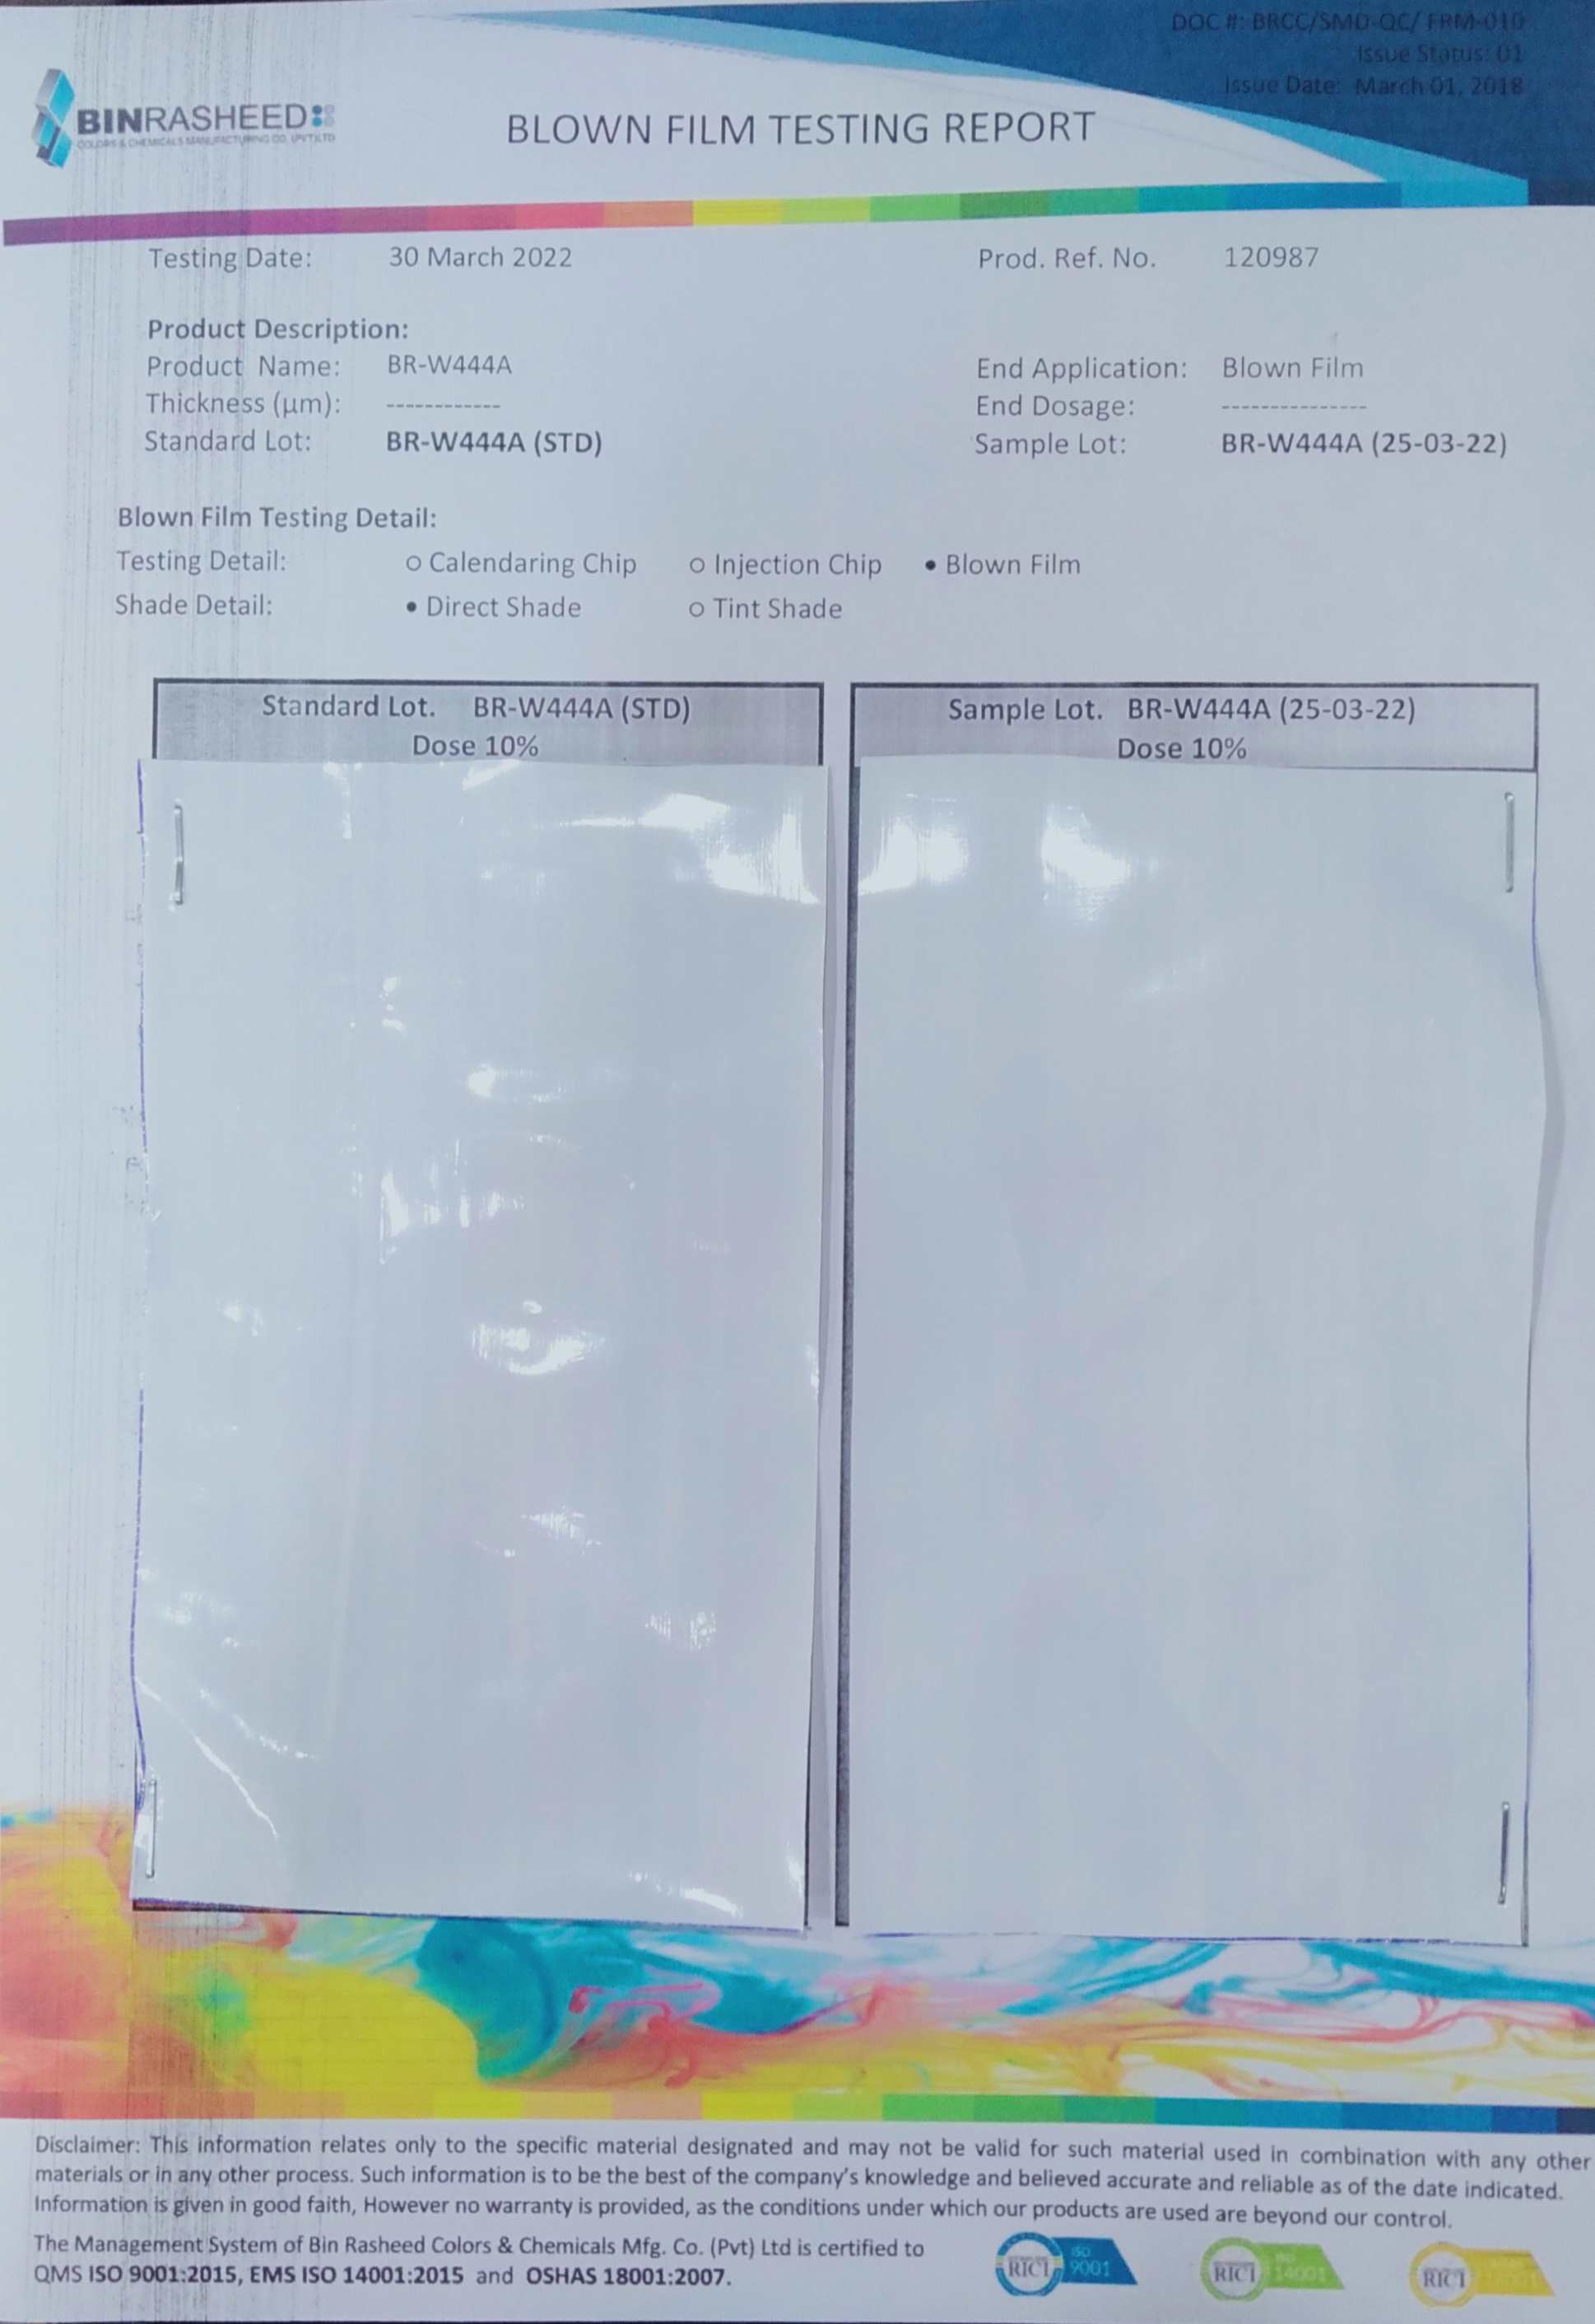 DOC #: BRCC/SMD-QC/ FRM-010
Issue Status: 01
Issue Date: March 01, 2018
BINRASHEED
COLORS & CHEMICALS MANUFACTURING CO. (PVT) LTD
BLOWN FILM TESTING REPORT
Testing Date: 30 March 2022 Prod. Ref. No. 120987
Product Description:
Product Name: BR-W444A End Application: Blown Film
Thickness (µm): ------------ End Dosage: ---------------
Standard Lot: BR-W444A (STD) Sample Lot: BR-W444A (25-03-22)
Blown Film Testing Detail:
Testing Detail: ○ Calendaring Chip ○ Injection Chip • Blown Film
Shade Detail: • Direct Shade ○ Tint Shade
Standard Lot. BR-W444A (STD)
Dose 10%
Sample Lot. BR-W444A (25-03-22)
Dose 10%
Disclaimer: This information relates only to the specific material designated and may not be valid for such material used in combination with any other
materials or in any other process. Such information is to be the best of the company's knowledge and believed accurate and reliable as of the date indicated.
Information is given in good faith, However no warranty is provided, as the conditions under which our products are used are beyond our control.
The Management System of Bin Rasheed Colors & Chemicals Mfg. Co. (Pvt) Ltd is certified to
QMS ISO 9001:2015, EMS ISO 14001:2015 and OSHAS 18001:2007.
RICI ISO 9001
RICI 14001
RICI